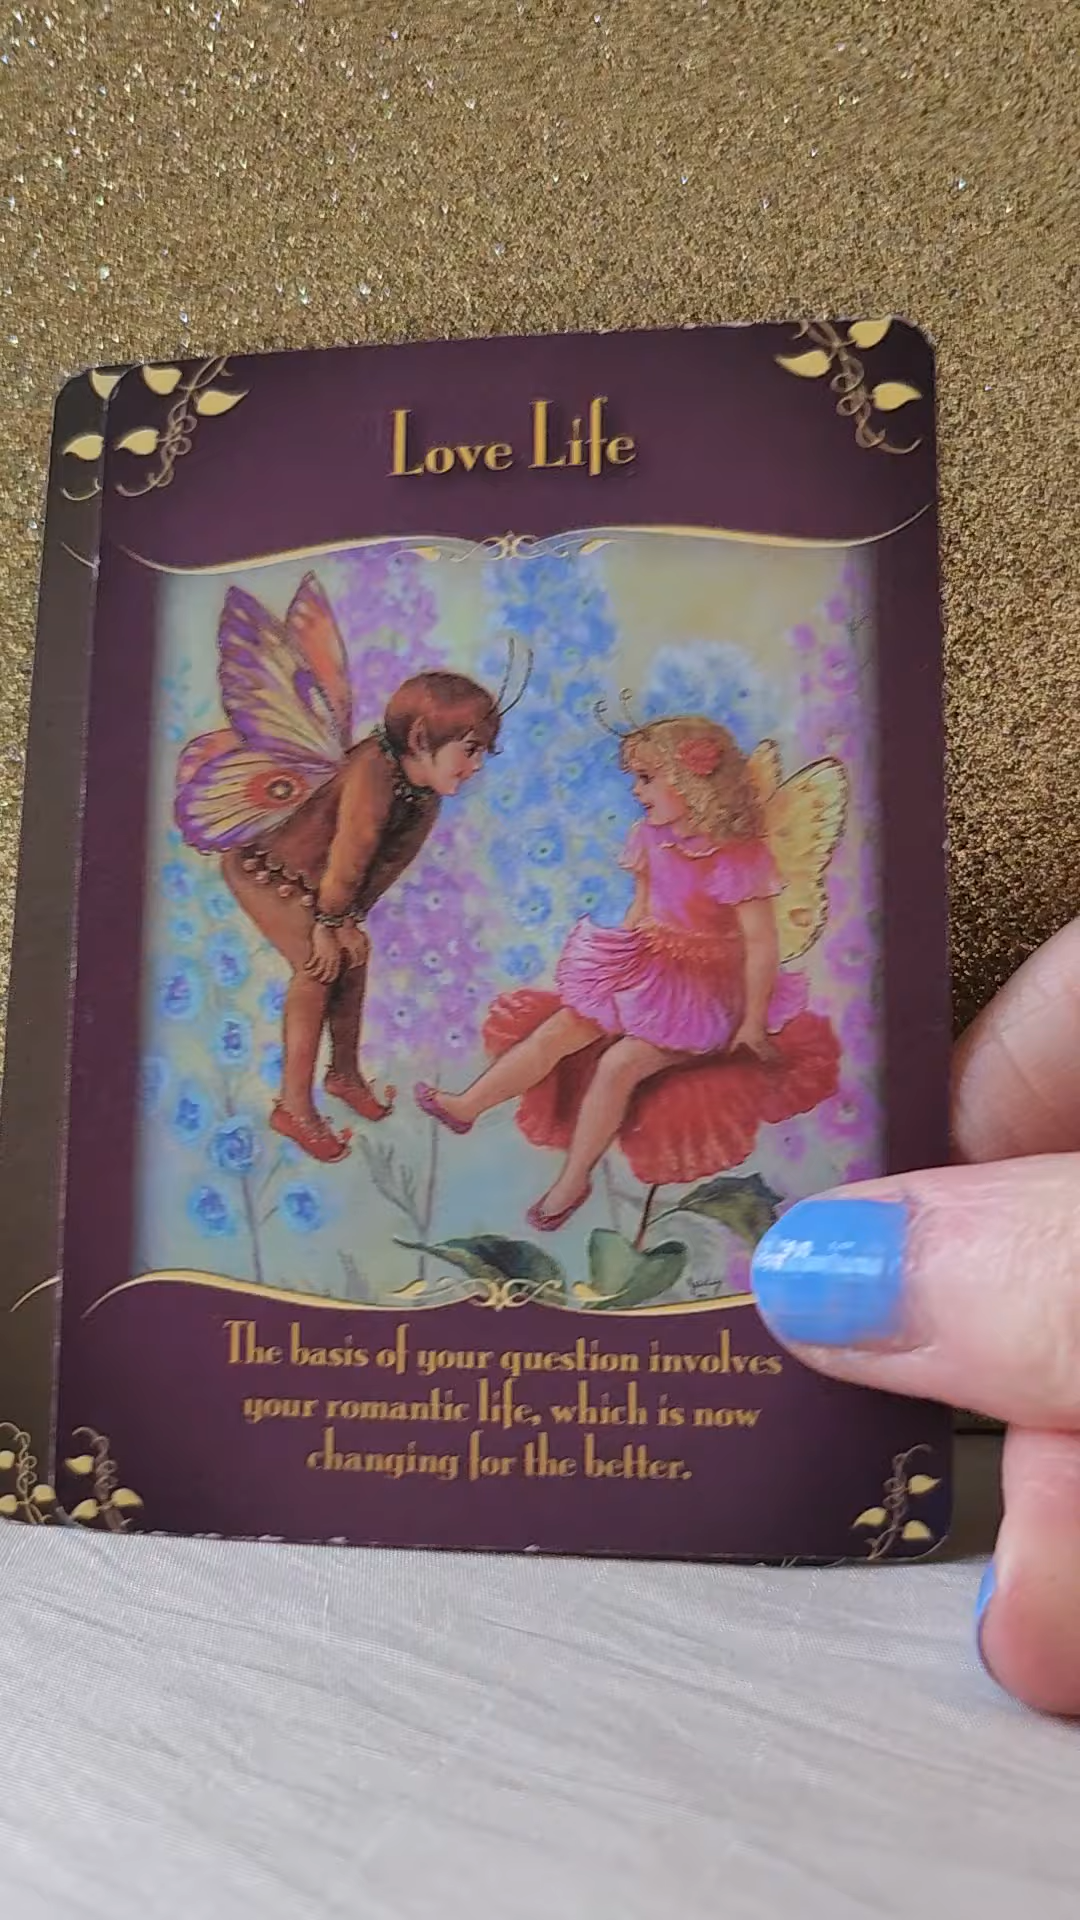 Love Life
The basis of your question involves
your romantic life, which is now
changing for the better.